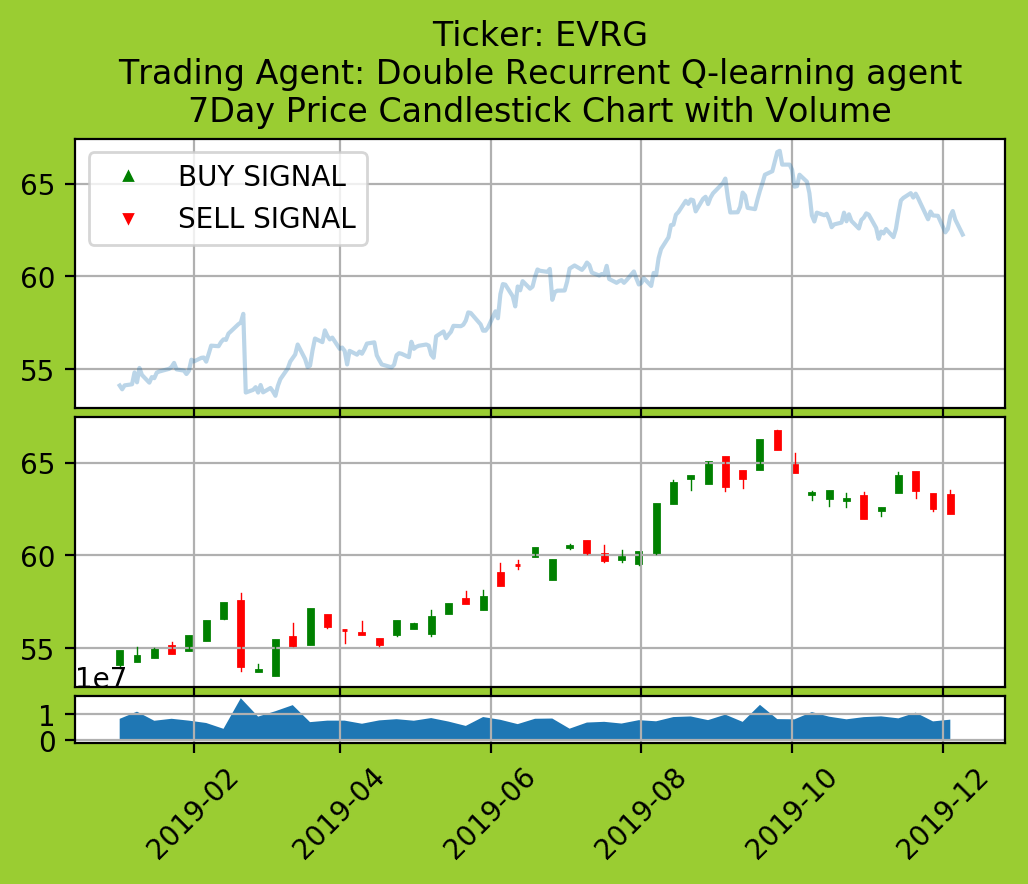 Ticker: EVRG
Trading Agent: Double Recurrent Q-learning agent
7Day Price Candlestick Chart with Volume
BUY SIGNAL
SELL SIGNAL
65
60
55
65
60
55
1e7
1
0
2019-02
2019-04
2019-06
2019-08
2019-10
2019-12